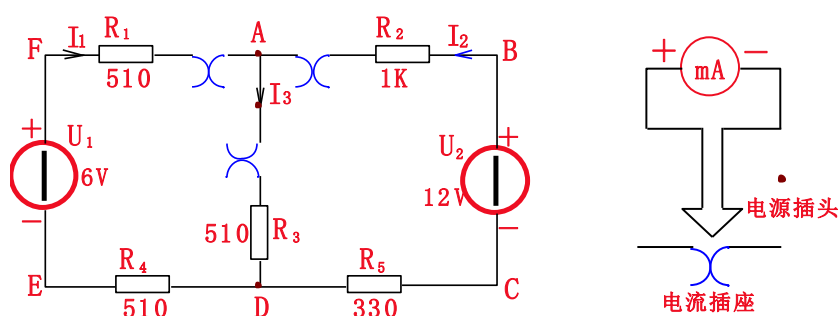 F I1 R1 510 A R2 1K I2 B
I3
+ U1 6V −
+ U2 12V −
510 R3
E R4 510 D R5 330 C
+ mA −
电源插头
电流插座